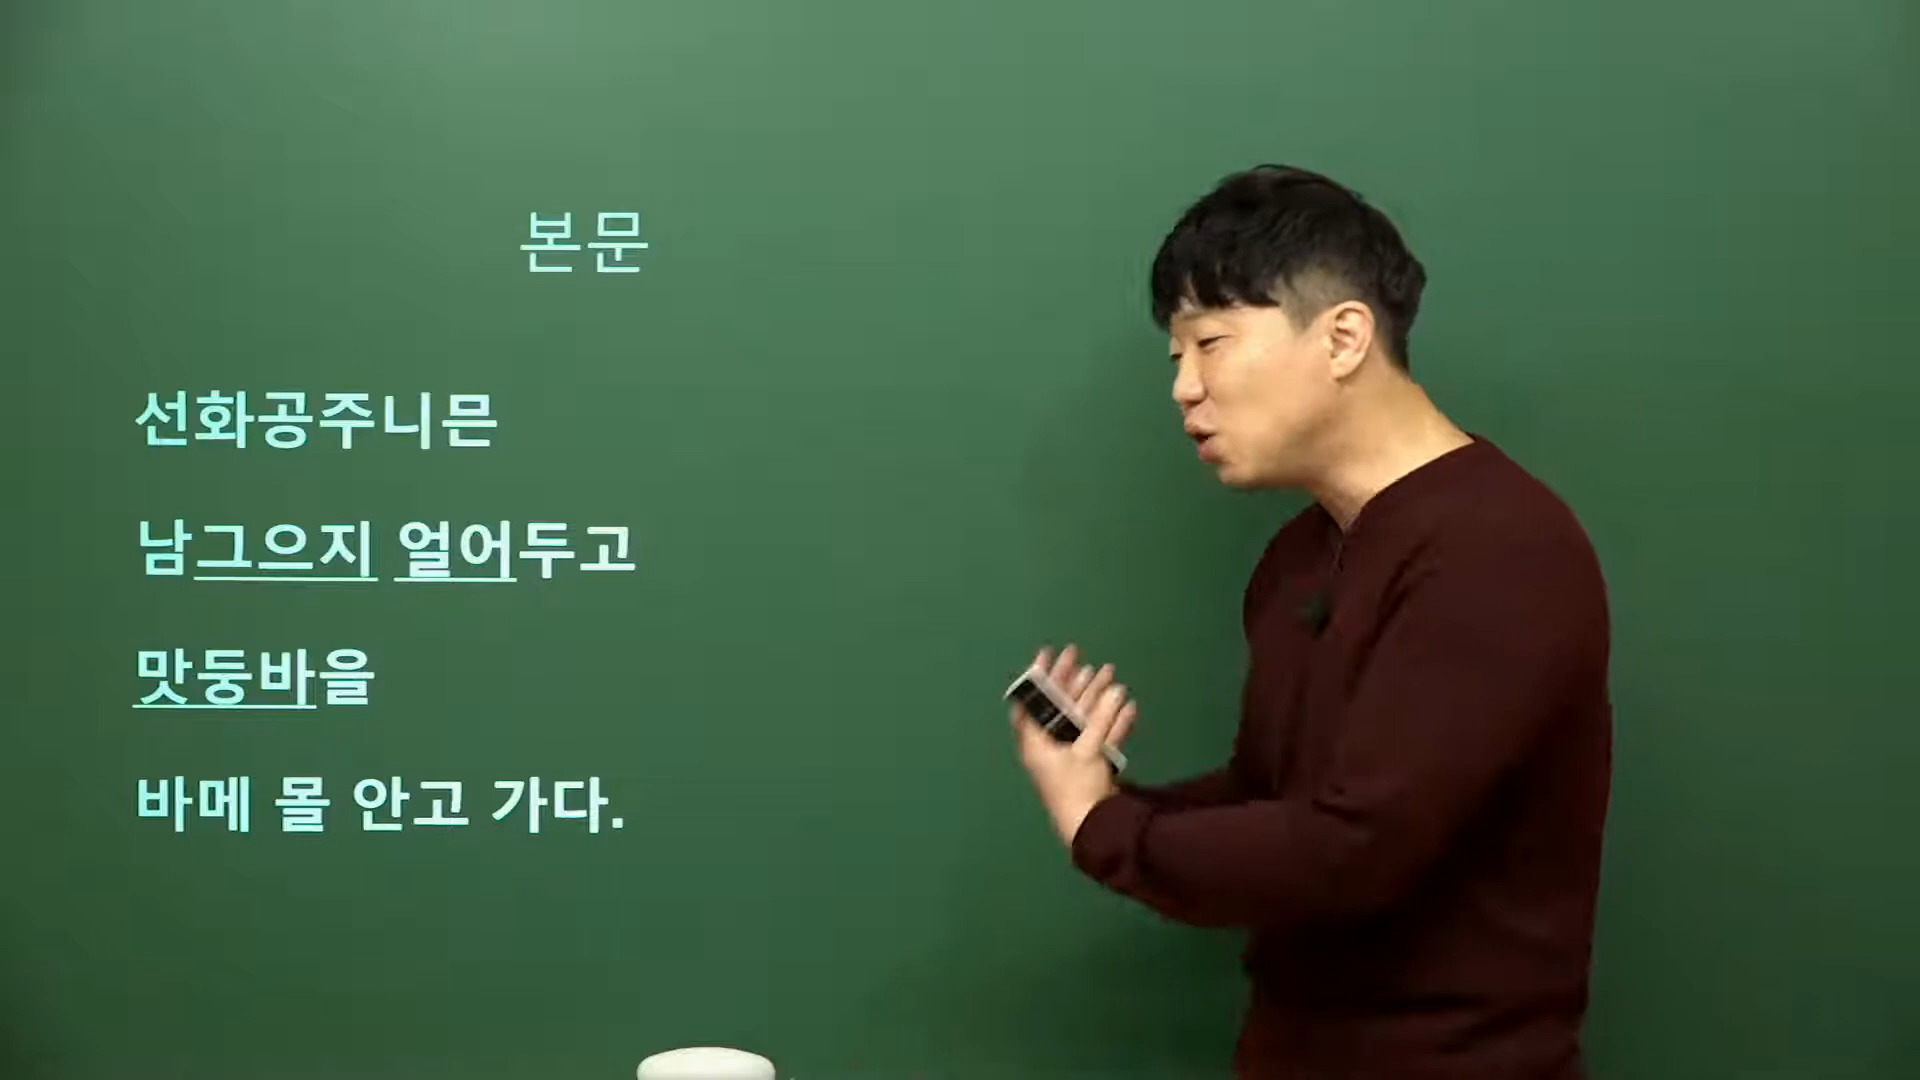 본문
선화공주니믄
남그으지 얼어두고
맛둥바을
바메 몰 안고 가다.